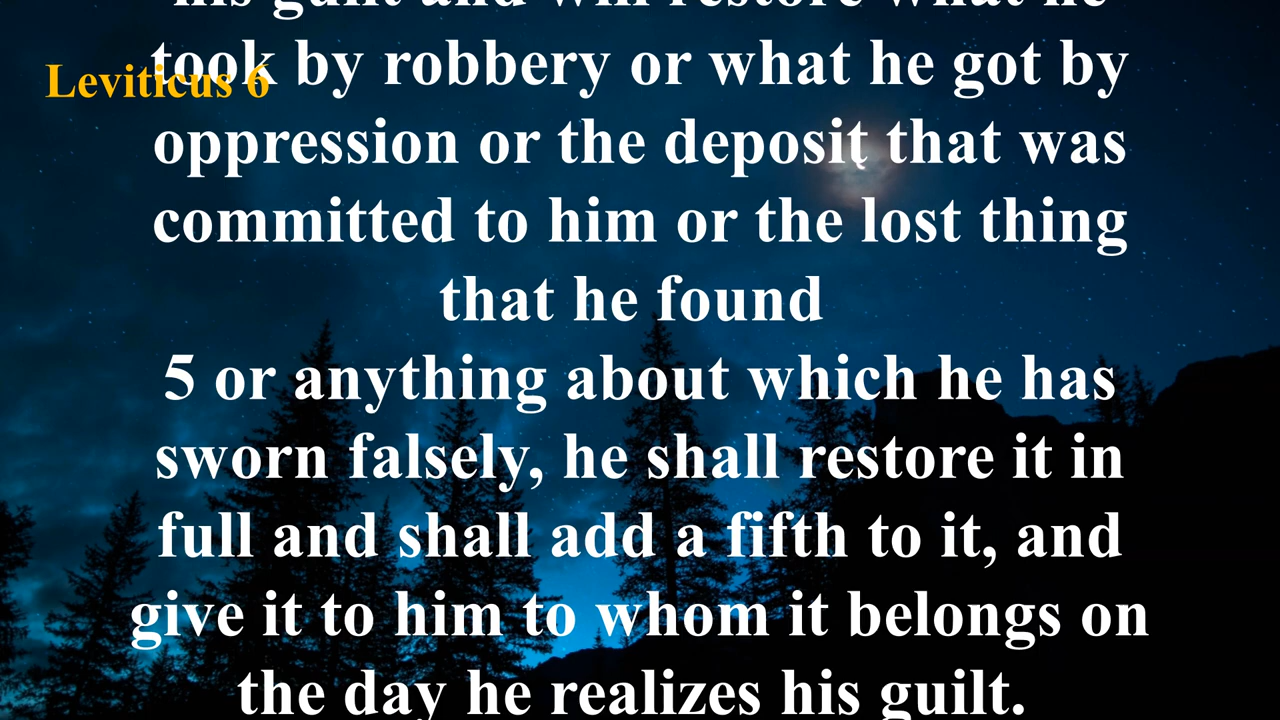 his guilt and will restore what he
Leviticus 6
took by robbery or what he got by
oppression or the deposit that was
committed to him or the lost thing
that he found
5 or anything about which he has
sworn falsely, he shall restore it in
full and shall add a fifth to it, and
give it to him to whom it belongs on
the day he realizes his guilt.